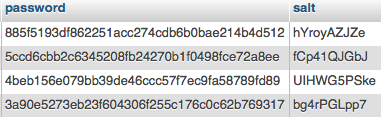 password salt
885f5193df862251acc274cdb6b0bae214b4d512 hYroyAZJZe
5ccd6cbb2c6345208fb24270b1f0498fce72a8ee fCp41QJGbJ
4beb156e079bb39de46ccc57f7ec9fa58789fd89 UIHWG5PSke
3a90e5273eb23f604306f255c176c0c62b769317 bg4rPGLpp7